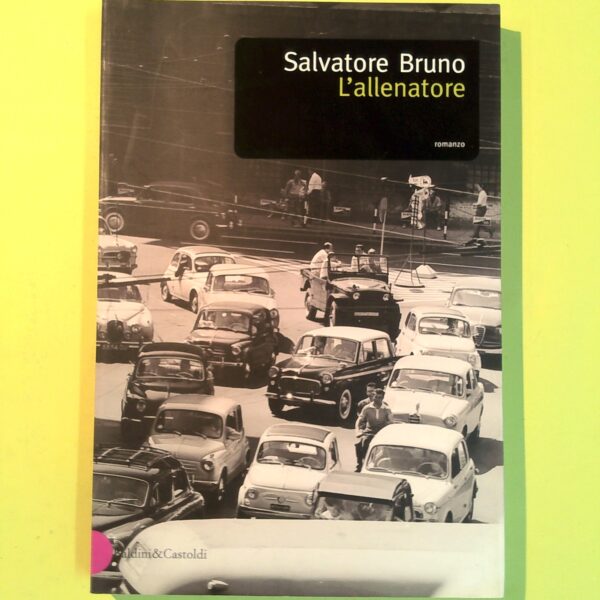 Salvatore Bruno
L'allenatore
romanzo
Baldini&Castoldi